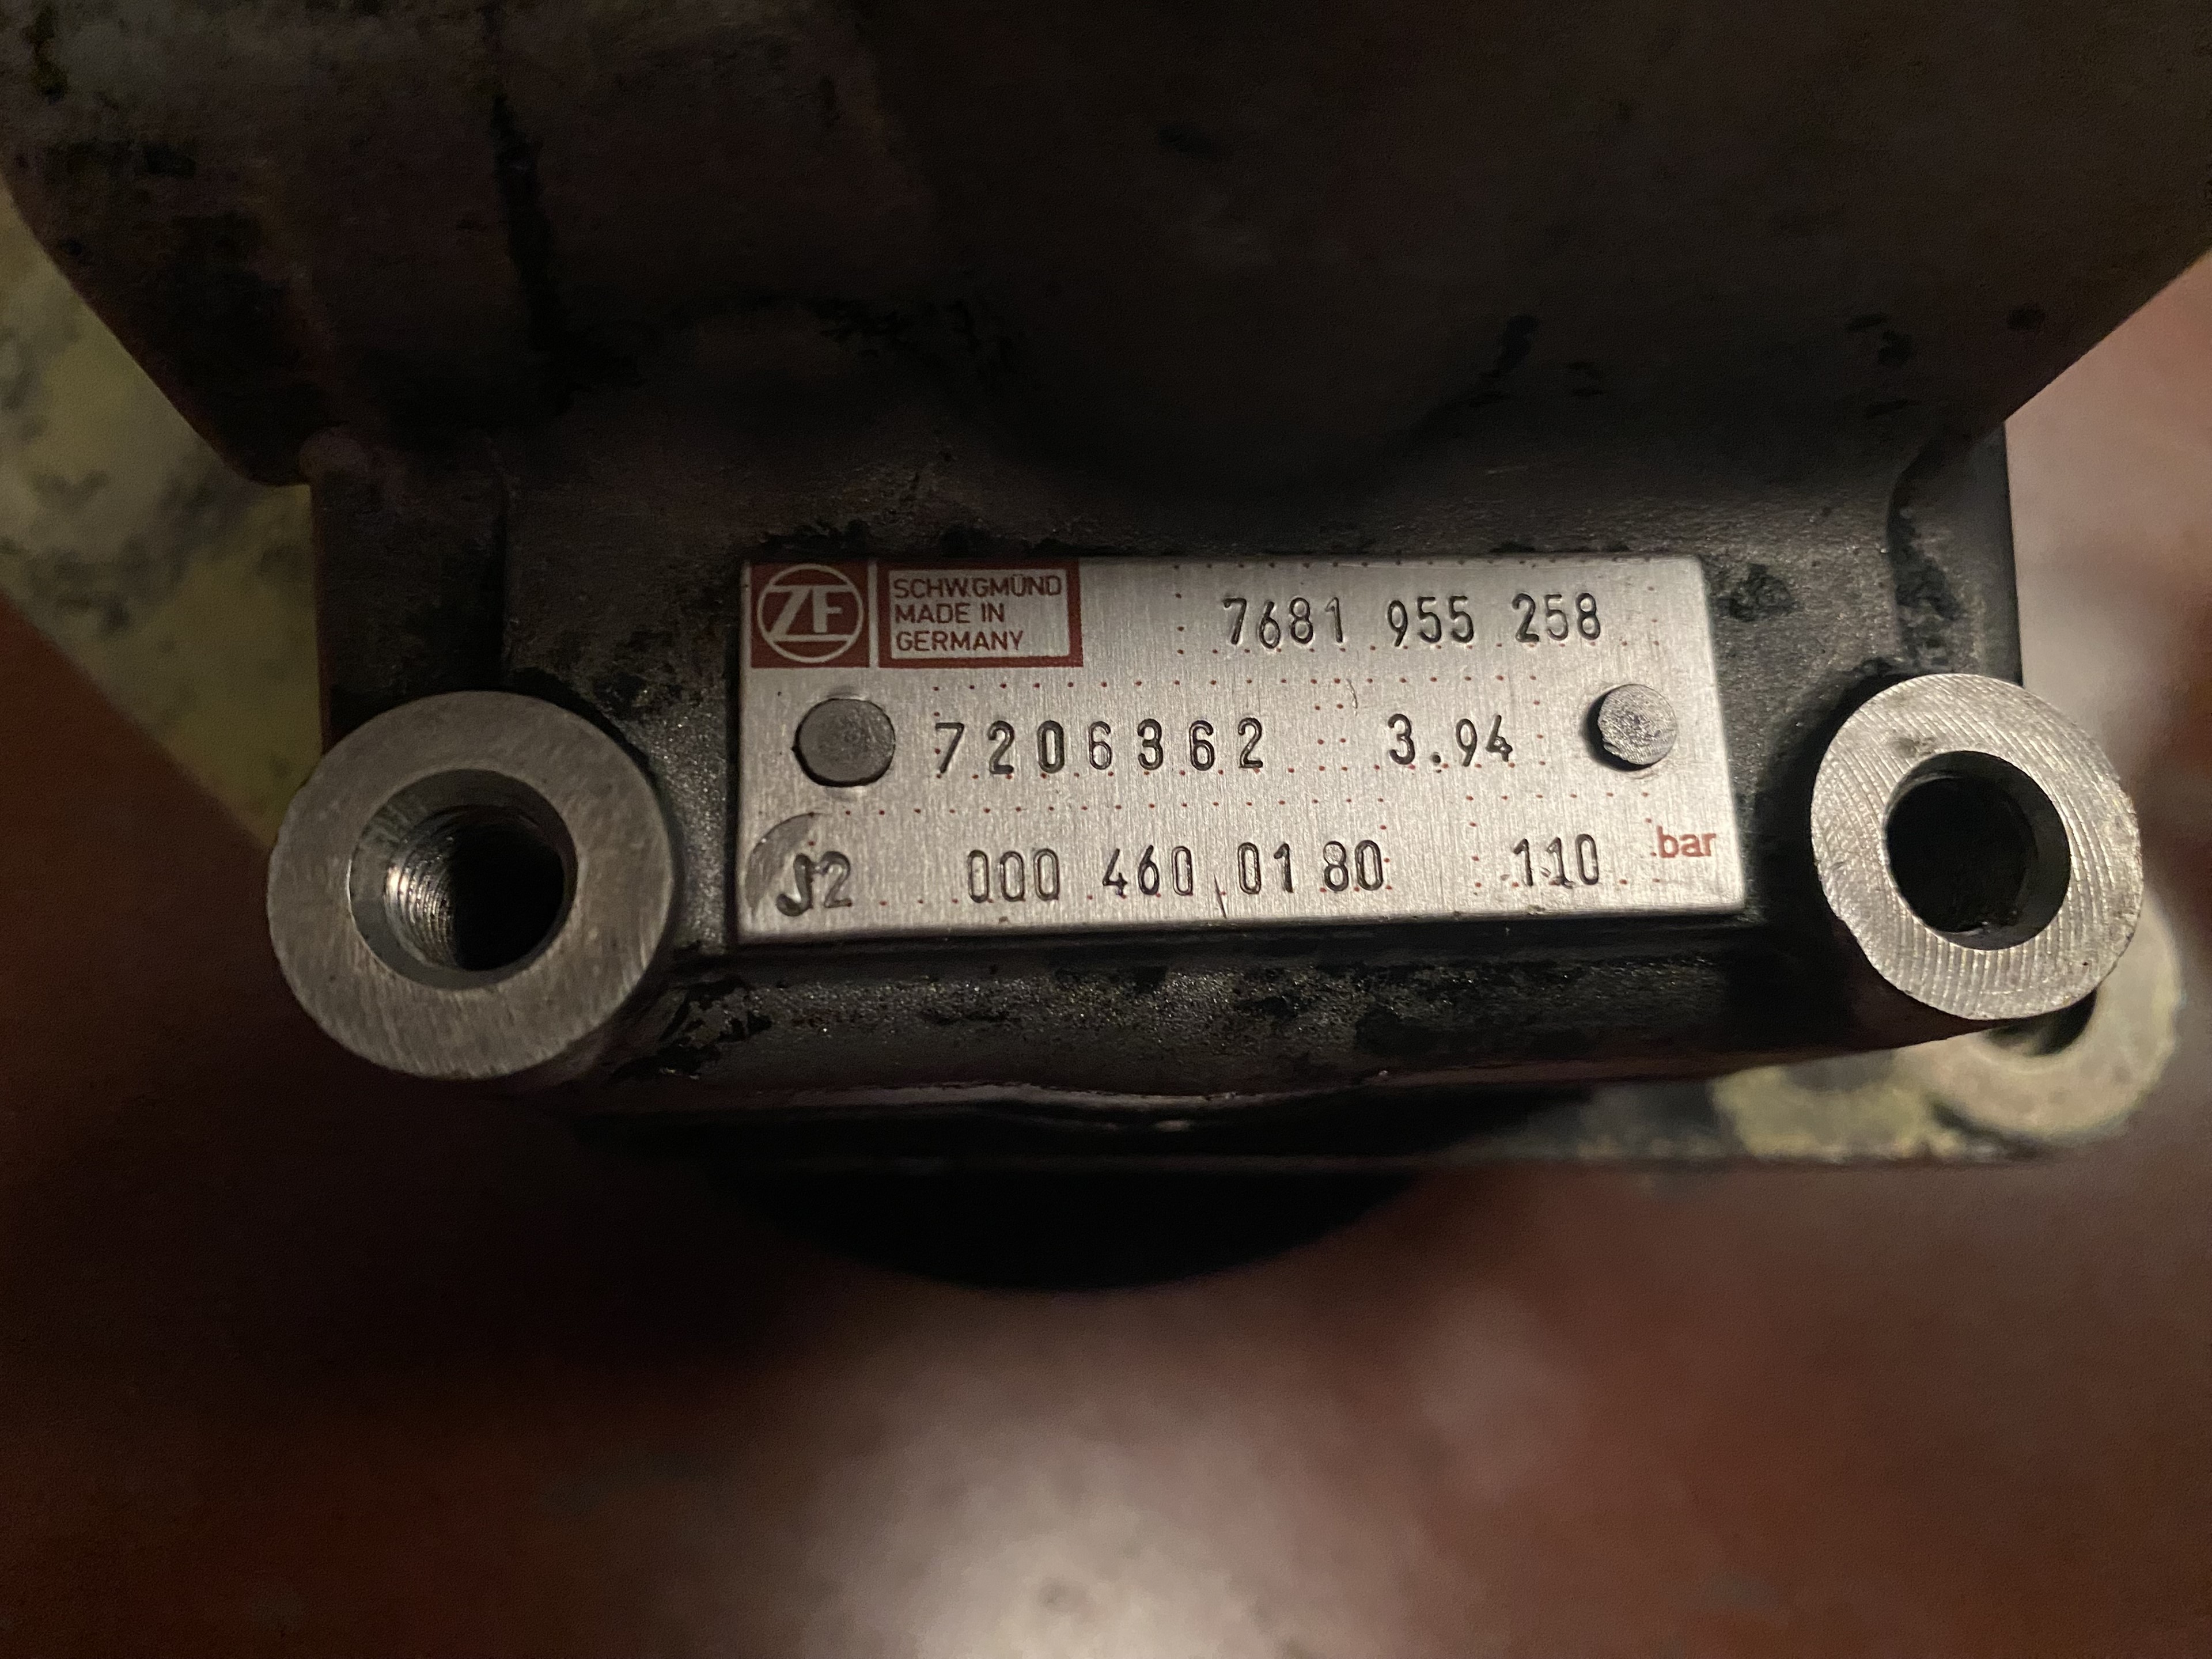 ZF
SCHW.GMÜND
MADE IN
GERMANY
7681 955 258
7206362 3.94
J2 000 460 01 80 110 bar